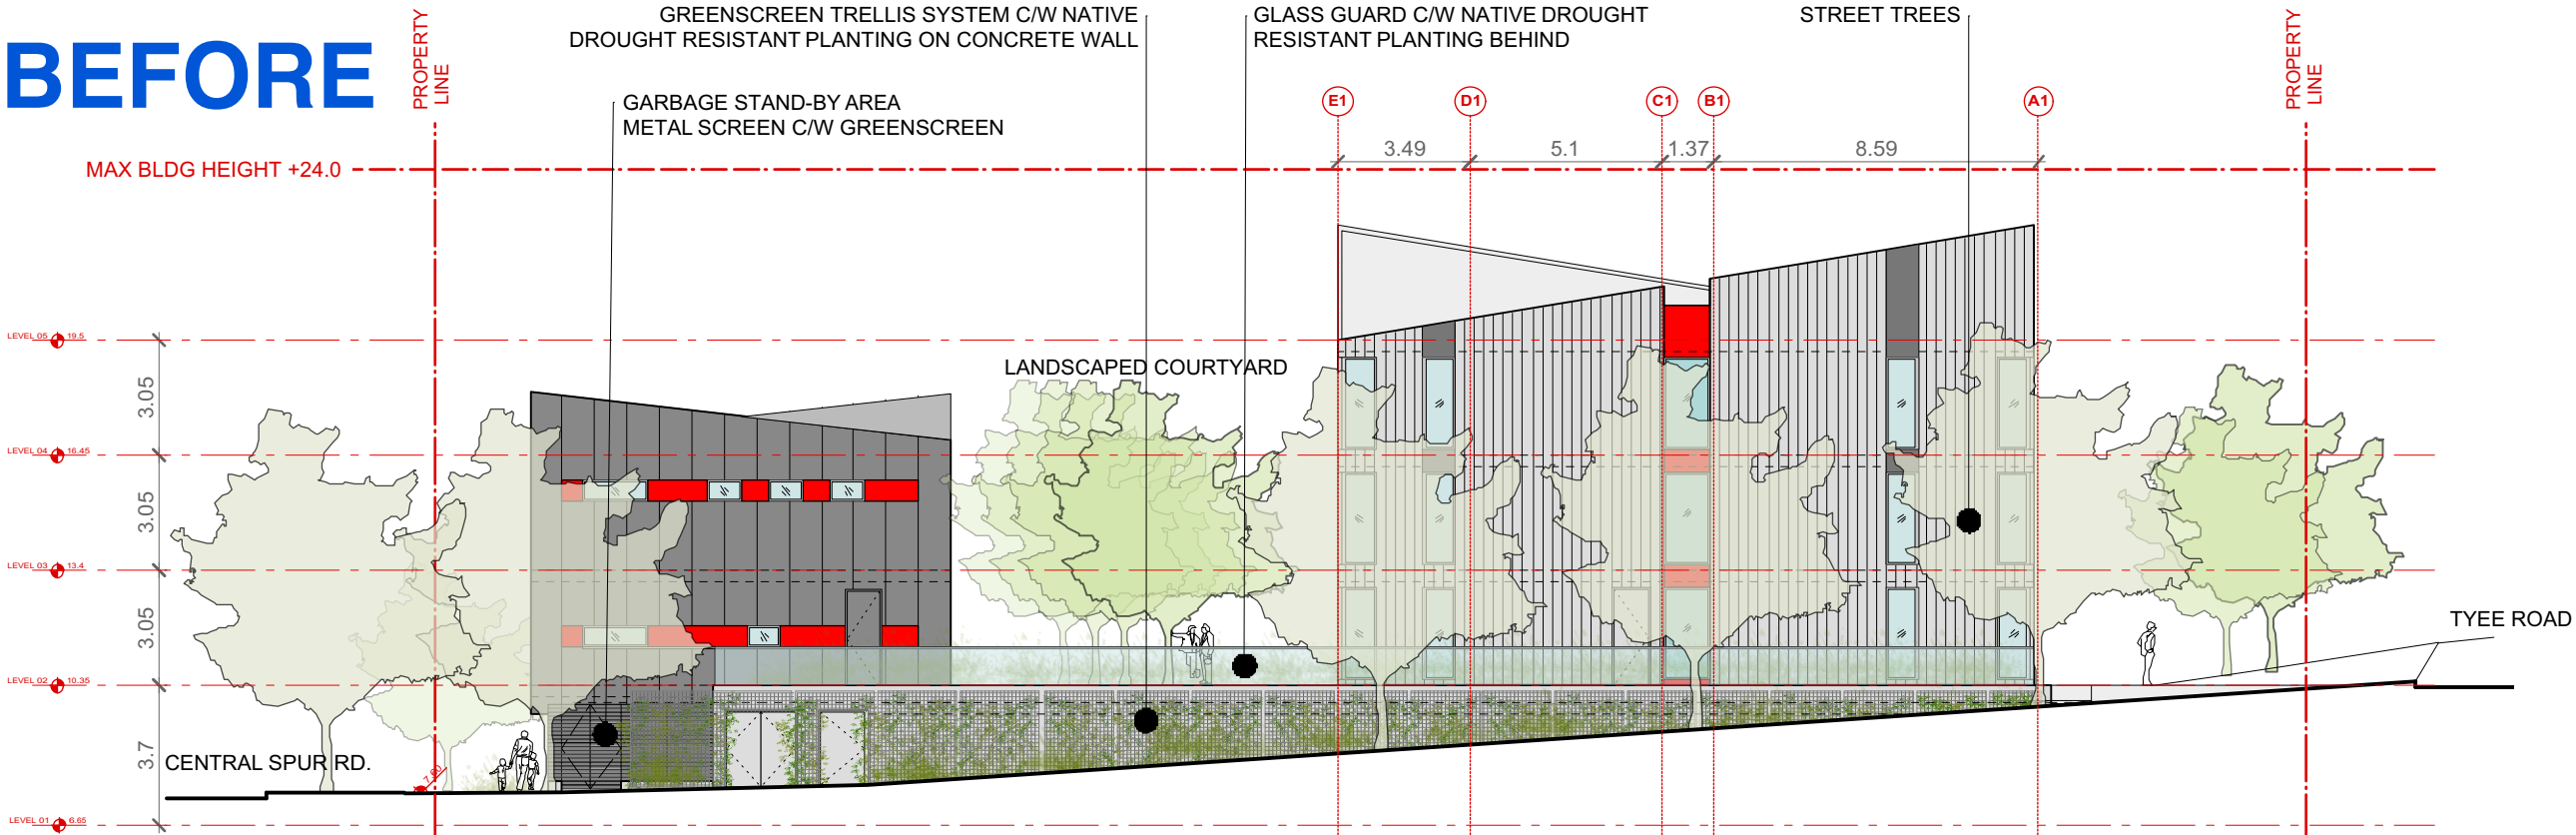 BEFORE
PROPERTY
LINE
GREENSCREEN TRELLIS SYSTEM C/W NATIVE
DROUGHT RESISTANT PLANTING ON CONCRETE WALL
GLASS GUARD C/W NATIVE DROUGHT
RESISTANT PLANTING BEHIND
STREET TREES
PROPERTY
LINE
GARBAGE STAND-BY AREA
METAL SCREEN C/W GREENSCREEN
E1
D1
C1
B1
A1
3.49
5.1
1.37
8.59
MAX BLDG HEIGHT +24.0
LEVEL 05 19.5
LANDSCAPED COURTYARD
3.05
LEVEL 04 16.45
3.05
LEVEL 03 13.4
3.05
TYEE ROAD
LEVEL 02 10.35
3.7
CENTRAL SPUR RD.
7.60
LEVEL 01 6.65